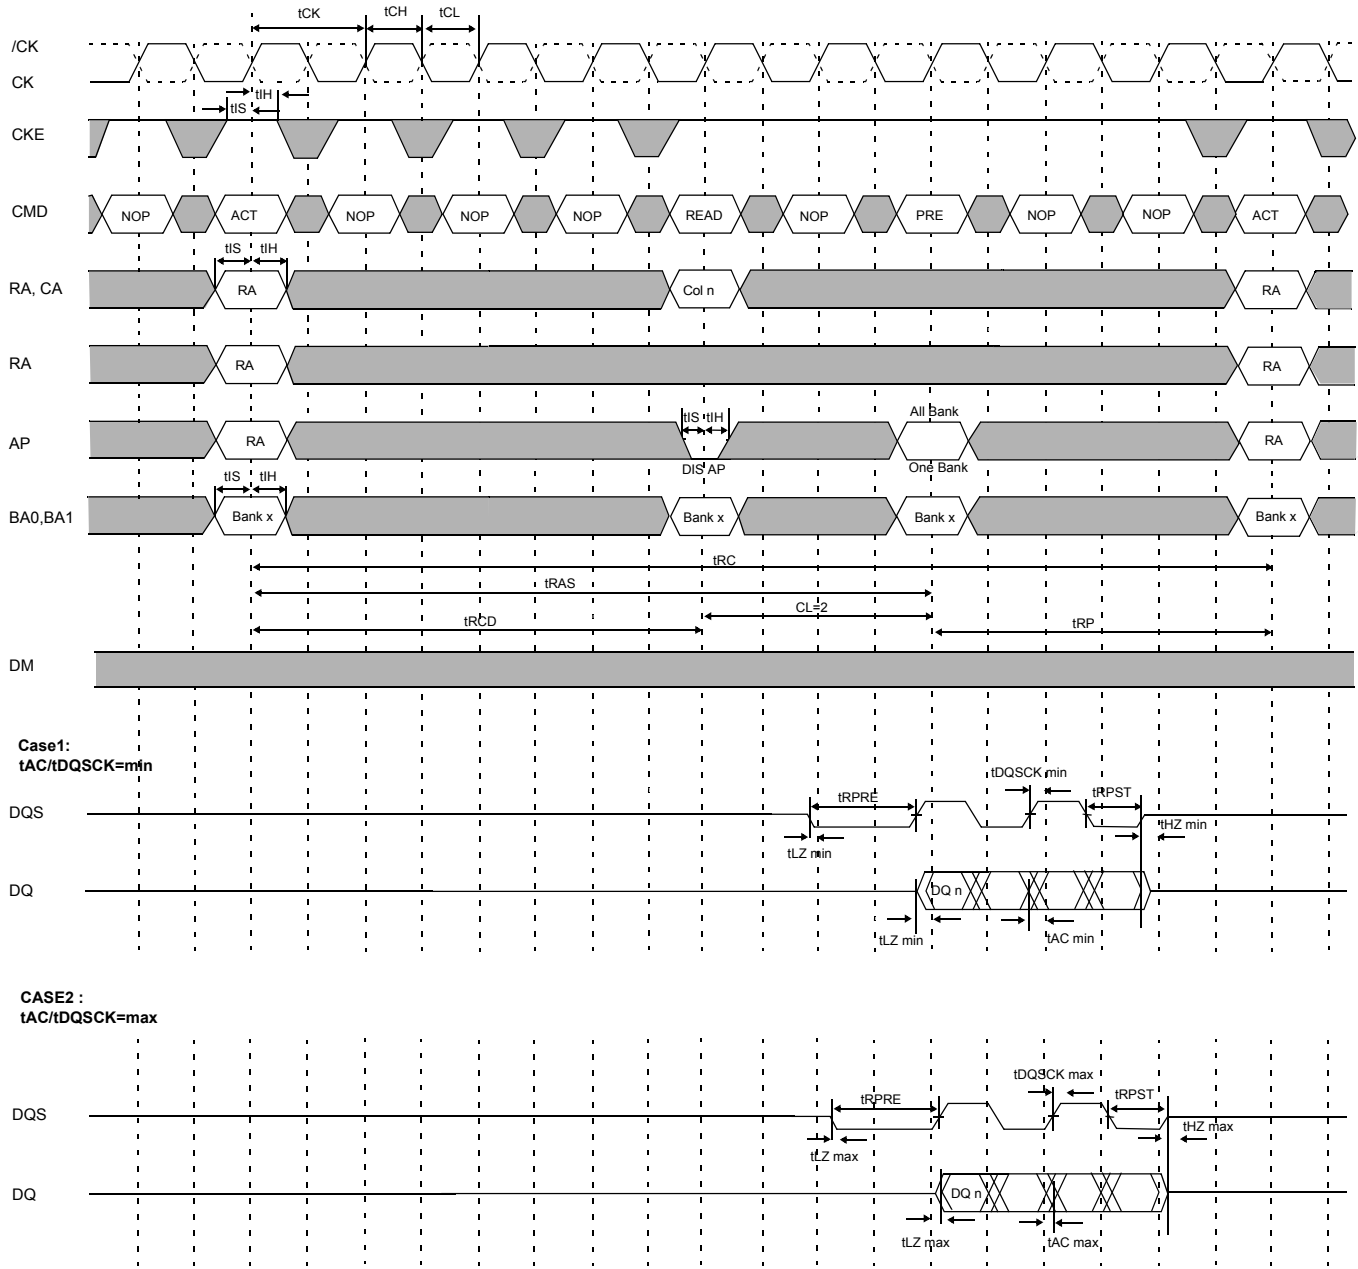 tCK tCH tCL
/CK
CK
tIH
tIS
CKE
CMD NOP ACT NOP NOP NOP READ NOP PRE NOP NOP ACT
tIS tIH
RA, CA RA Col n RA
RA RA RA
tIS tIH All Bank
AP RA RA
DIS AP One Bank
tIS tIH
BA0,BA1 Bank x Bank x Bank x Bank x
tRC
tRAS
CL=2
tRCD tRP
DM
Case1:
tAC/tDQSCK=min
tDQSCK min
tRPRE tRPST
DQS
tHZ min
tLZ min
DQ DQ n
tLZ min tAC min
CASE2 :
tAC/tDQSCK=max
tDQSCK max
tRPRE tRPST
DQS
tHZ max
tLZ max
DQ DQ n
tLZ max tAC max